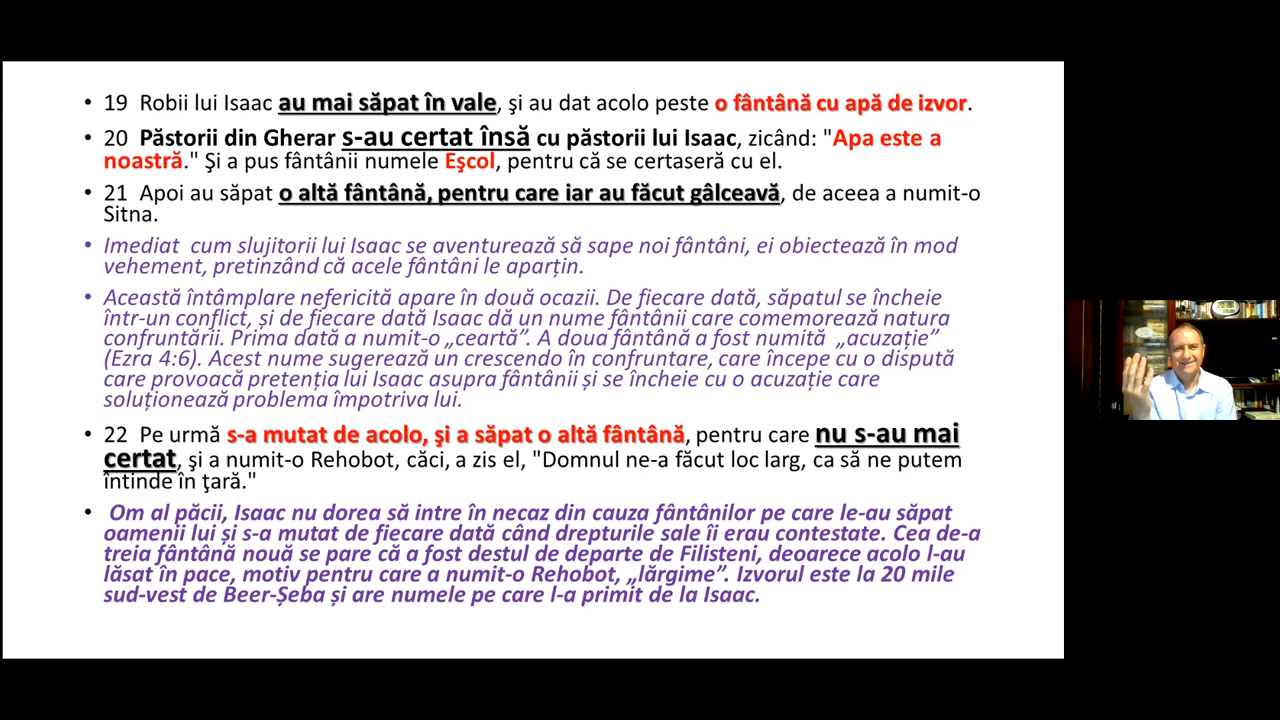 • 19 Robii lui Isaac au mai săpat în vale, şi au dat acolo peste o fântână cu apă de izvor.
• 20 Păstorii din Gherar s-au certat însă cu păstorii lui Isaac, zicând: "Apa este a
noastră." Şi a pus fântânii numele Eşcol, pentru că se certaseră cu el.
• 21 Apoi au săpat o altă fântână, pentru care iar au făcut gâlceavă, de aceea a numit-o
Sitna.
• Imediat cum slujitorii lui Isaac se aventurează să sape noi fântâni, ei obiectează în mod
vehement, pretinzând că acele fântâni le aparțin.
• Această întâmplare nefericită apare în două ocazii. De fiecare dată, săpatul se încheie
într-un conflict, și de fiecare dată Isaac dă un nume fântânii care comemorează natura
confruntării. Prima dată a numit-o „ceartă”. A doua fântână a fost numită „acuzație”
(Ezra 4:6). Acest nume sugerează un crescendo în confruntare, care începe cu o dispută
care provoacă pretenția lui Isaac asupra fântânii și se încheie cu o acuzație care
soluționează problema împotriva lui.
• 22 Pe urmă s-a mutat de acolo, şi a săpat o altă fântână, pentru care nu s-au mai
certat, şi a numit-o Rehobot, căci, a zis el, "Domnul ne-a făcut loc larg, ca să ne putem
întinde în ţară."
• Om al păcii, Isaac nu dorea să intre în necaz din cauza fântânilor pe care le-au săpat
oamenii lui și s-a mutat de fiecare dată când drepturile sale îi erau contestate. Cea de-a
treia fântână nouă se pare că a fost destul de departe de Filisteni, deoarece acolo l-au
lăsat în pace, motiv pentru care a numit-o Rehobot, „lărgime”. Izvorul este la 20 mile
sud-vest de Beer-Șeba și are numele pe care l-a primit de la Isaac.